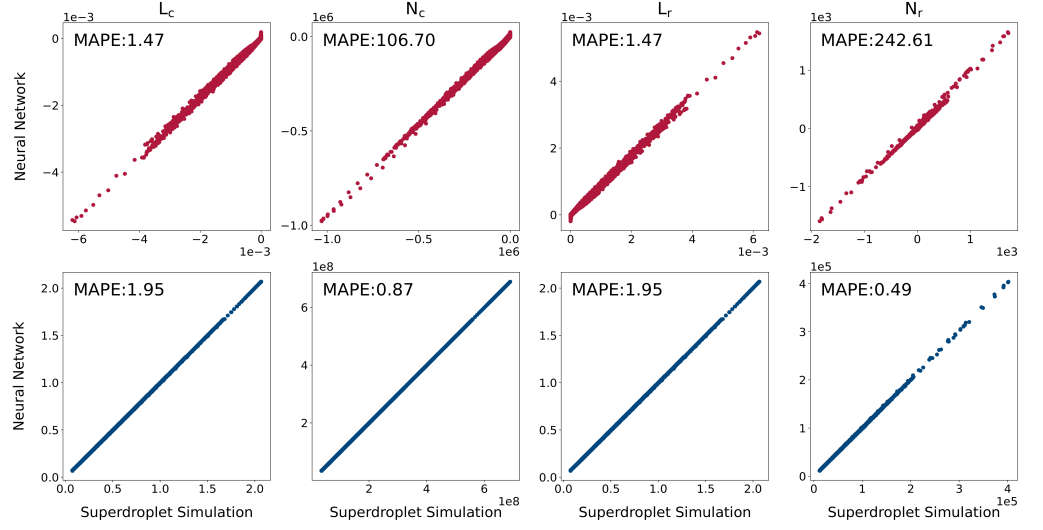 L_c
N_c
L_r
N_r
1e−3
1e6
1e−3
1e3
MAPE:1.47
MAPE:106.70
MAPE:1.47
MAPE:242.61
Neural Network
0
−2
−4
−6
−4
−2
0
1e−3
0.0
−0.5
−1.0
−1.0
−0.5
0.0
1e6
4
2
0
0
2
4
6
1e−3
1
0
−1
−2
−1
0
1
1e3
1e8
1e5
MAPE:1.95
MAPE:0.87
MAPE:1.95
MAPE:0.49
Neural Network
2.0
1.5
1.0
0.5
0.0
0.0
0.5
1.0
1.5
2.0
Superdroplet Simulation
6
4
2
2
4
6
1e8
Superdroplet Simulation
2.0
1.5
1.0
0.5
0.0
0.0
0.5
1.0
1.5
2.0
Superdroplet Simulation
4
3
2
1
0
0
1
2
3
4
1e5
Superdroplet Simulation